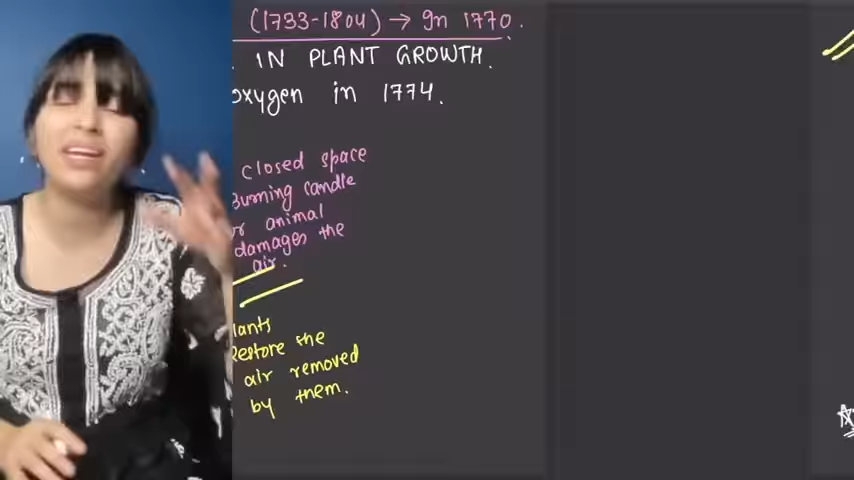 (1733-1804) → In 1770.
. IN PLANT GROWTH.
oxygen in 1774.
closed space
Burning candle
or animal
damages the
air.
lants
Restore the
air removed
by them.